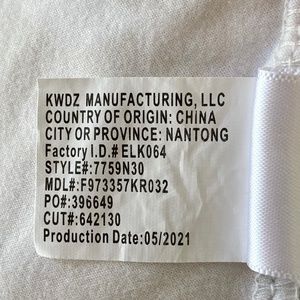 KWDZ MANUFACTURING, LLC
COUNTRY OF ORIGIN: CHINA
CITY OR PROVINCE: NANTONG
Factory I.D.# ELK064
STYLE#:7759N30
MDL#:F973357KR032
PO#:396649
CUT#:642130
Production Date:05/2021